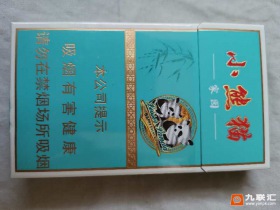 小熊猫
家园
本公司提示
吸烟有害健康
请勿在禁烟场所吸烟
九联汇